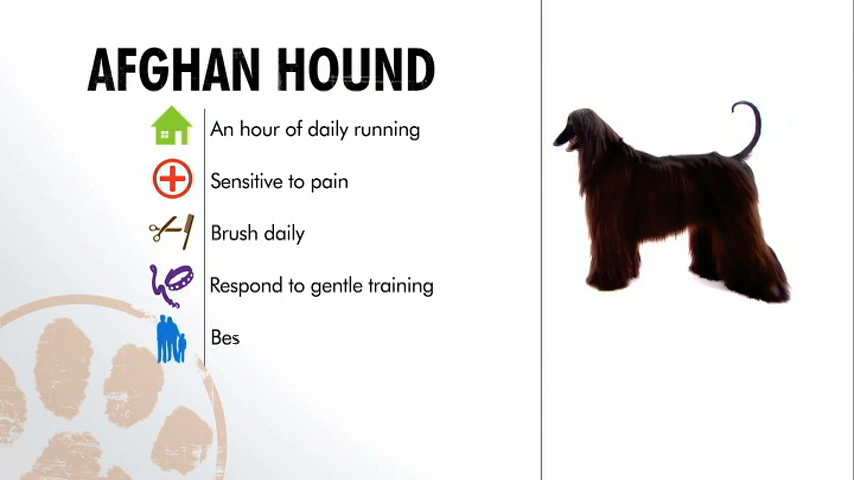 AFGHAN HOUND
An hour of daily running
Sensitive to pain
Brush daily
Respond to gentle training
Bes